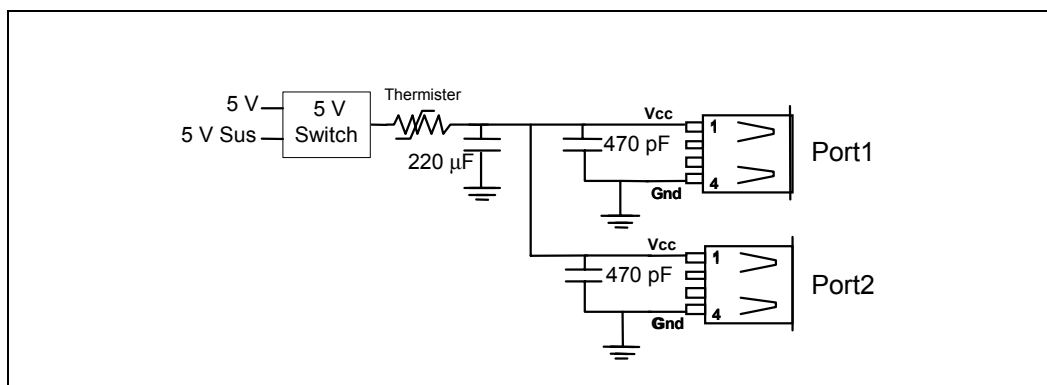 5 V
5 V Sus
5 V
Switch
Thermister
220 μF
470 pF
Vcc
1
4
Gnd
Port1
470 pF
Vcc
1
4
Gnd
Port2